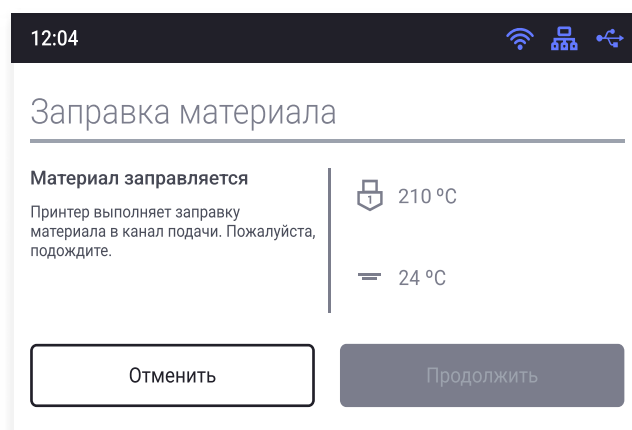 12:04
Заправка материала
Материал заправляется
Принтер выполняет заправку
материала в канал подачи. Пожалуйста,
подождите.
1
210 ºC
24 ºC
Отменить
Продолжить